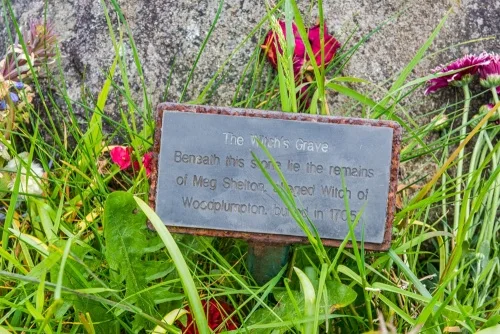 The Witch's Grave
Beneath this Stone lie the remains
of Meg Shelton, alleged Witch of
Woodplumpton, buried in 1705.